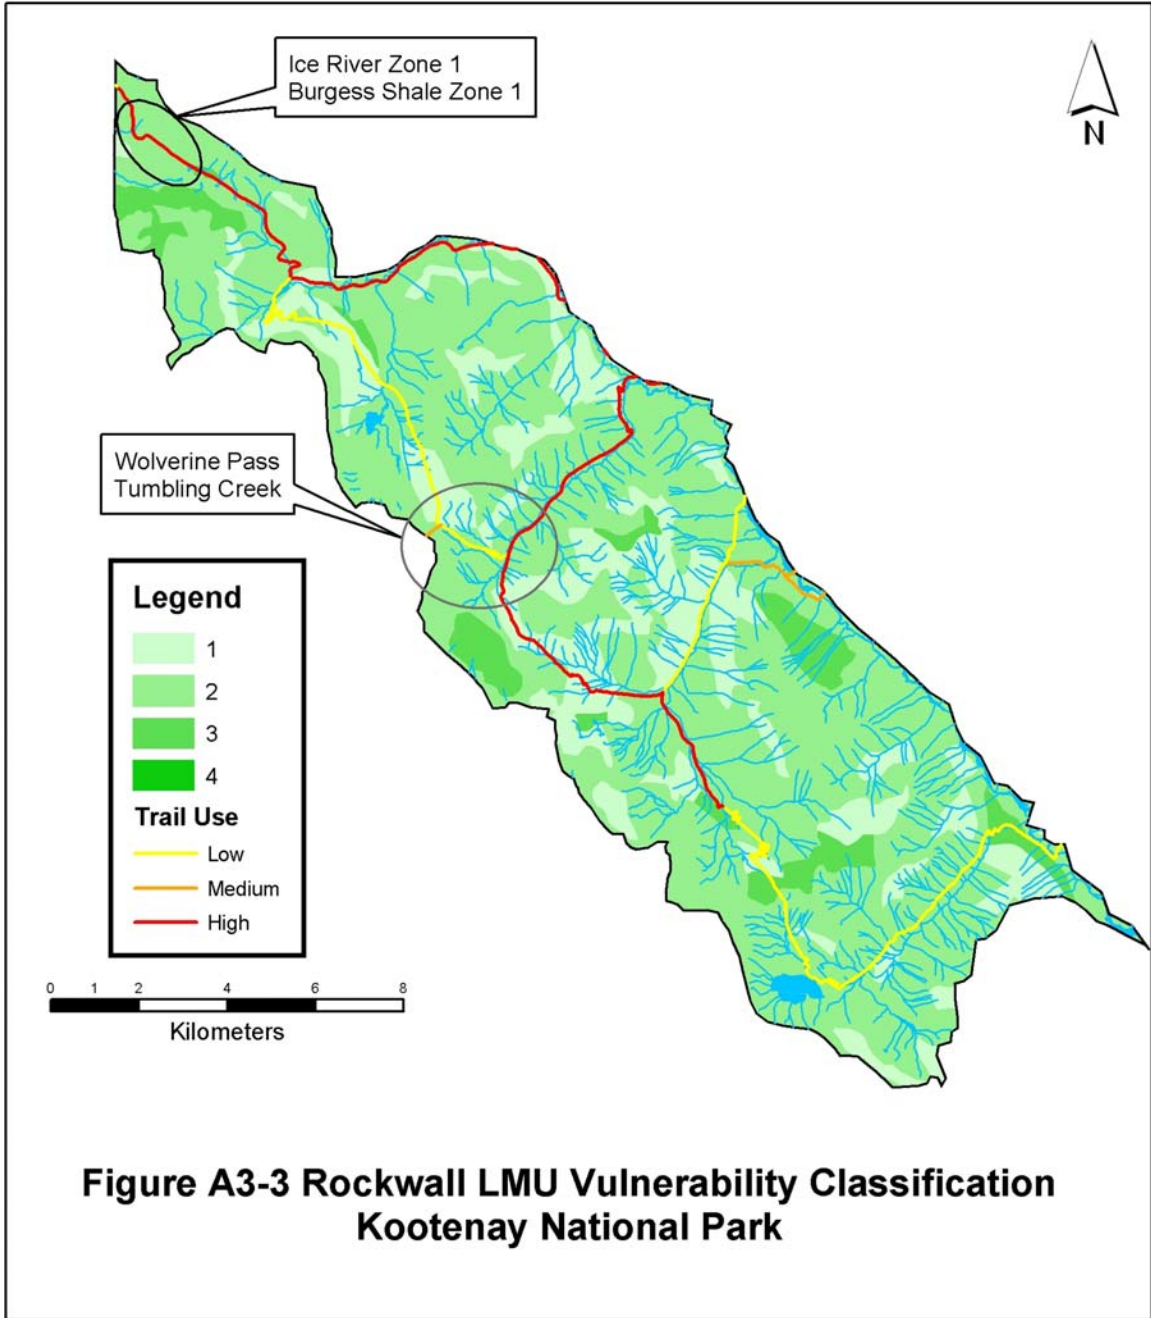 Ice River Zone 1
Burgess Shale Zone 1
N
Wolverine Pass
Tumbling Creek
Legend
1
2
3
4
Trail Use
Low
Medium
High
0 1 2 4 6 8
Kilometers
Figure A3-3 Rockwall LMU Vulnerability Classification
Kootenay National Park